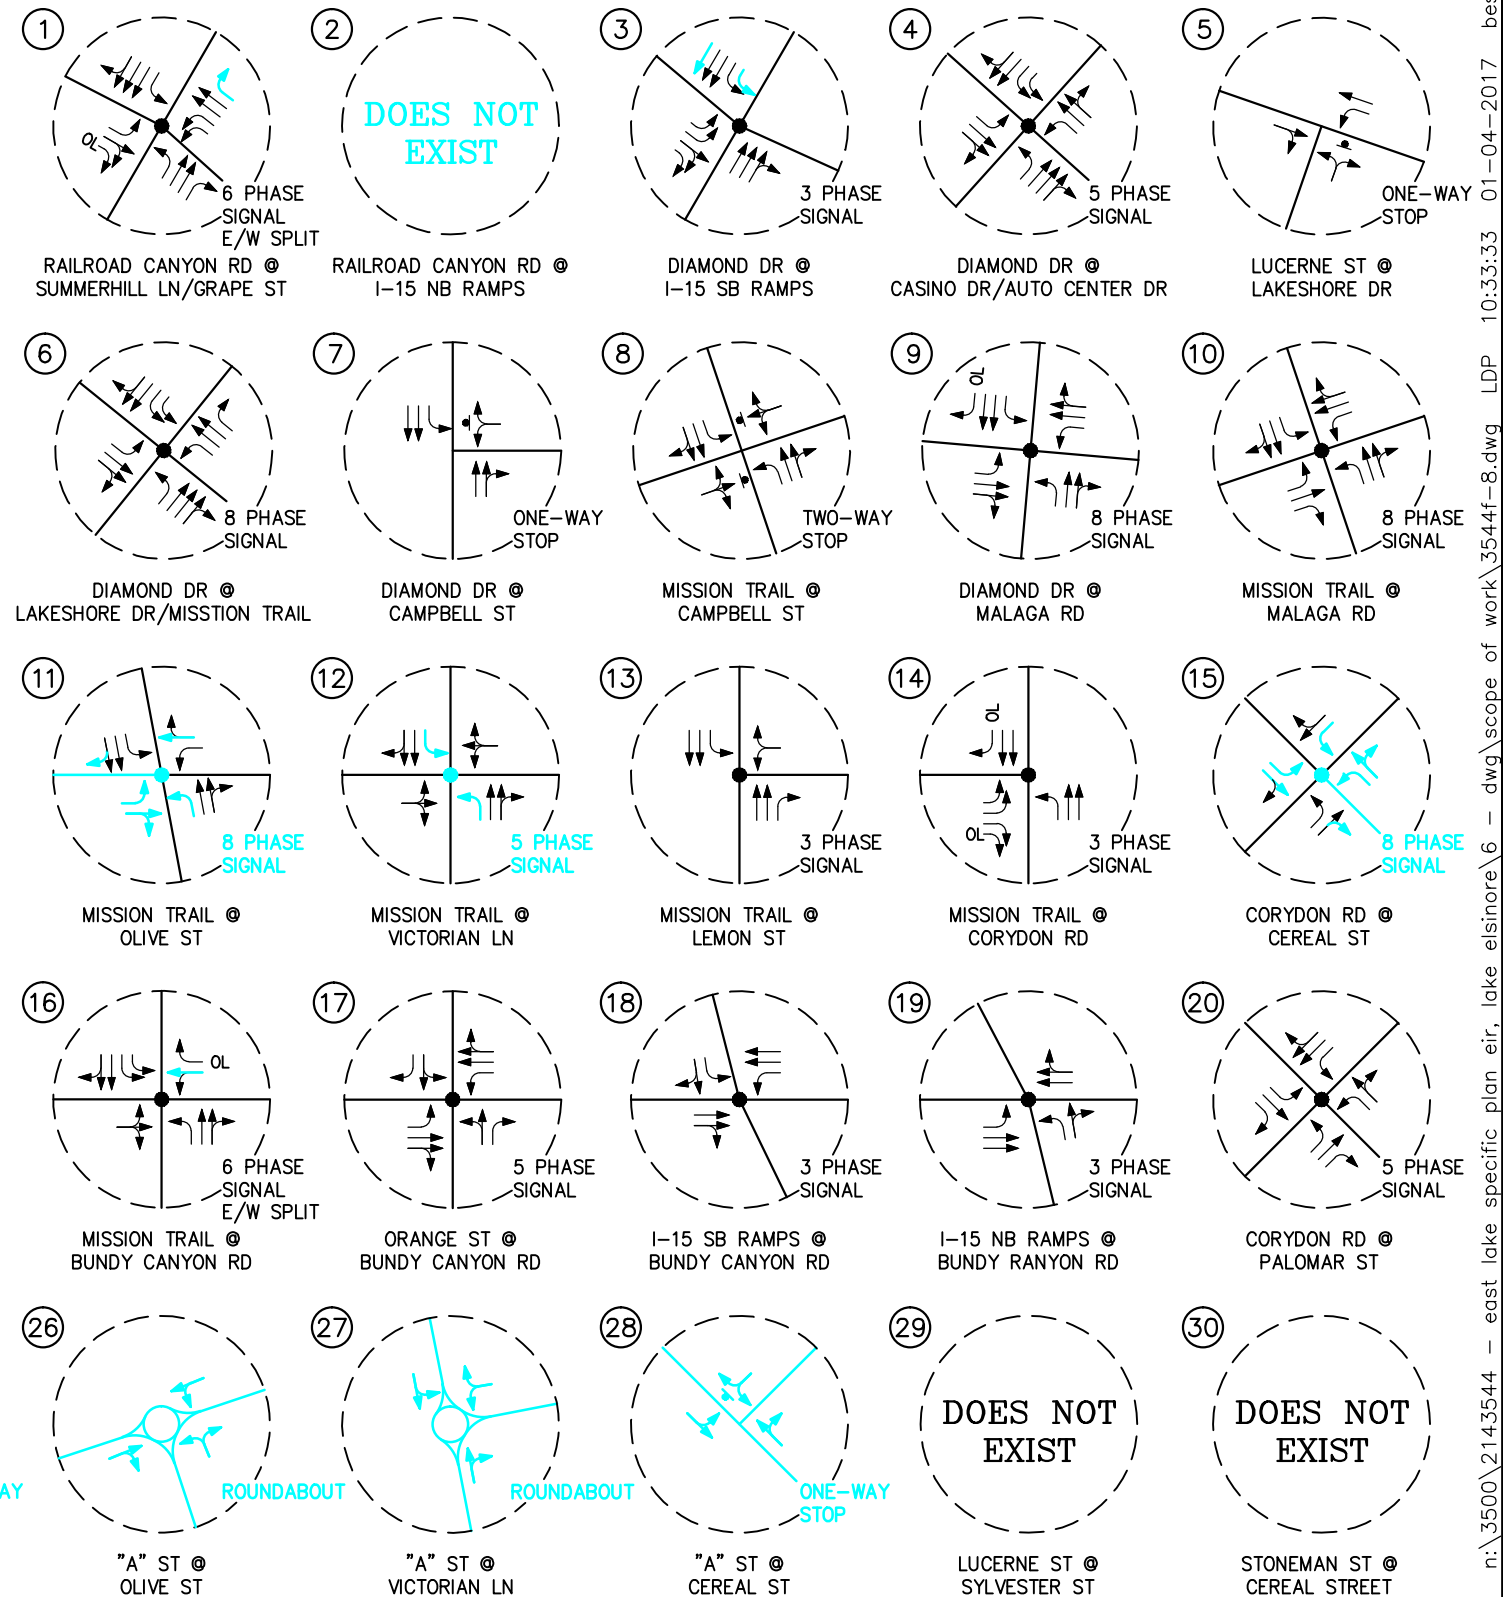 1
OL
6 PHASE
SIGNAL
E/W SPLIT
RAILROAD CANYON RD @
SUMMERHILL LN/GRAPE ST
2
DOES NOT
EXIST
RAILROAD CANYON RD @
I-15 NB RAMPS
3
3 PHASE
SIGNAL
DIAMOND DR @
I-15 SB RAMPS
4
5 PHASE
SIGNAL
DIAMOND DR @
CASINO DR/AUTO CENTER DR
5
ONE-WAY
STOP
LUCERNE ST @
LAKESHORE DR
6
8 PHASE
SIGNAL
DIAMOND DR @
LAKESHORE DR/MISSTION TRAIL
7
ONE-WAY
STOP
DIAMOND DR @
CAMPBELL ST
8
TWO-WAY
STOP
MISSION TRAIL @
CAMPBELL ST
9
OL
8 PHASE
SIGNAL
DIAMOND DR @
MALAGA RD
10
8 PHASE
SIGNAL
MISSION TRAIL @
MALAGA RD
11
8 PHASE
SIGNAL
MISSION TRAIL @
OLIVE ST
12
5 PHASE
SIGNAL
MISSION TRAIL @
VICTORIAN LN
13
3 PHASE
SIGNAL
MISSION TRAIL @
LEMON ST
14
OL
OL
3 PHASE
SIGNAL
MISSION TRAIL @
CORYDON RD
15
8 PHASE
SIGNAL
CORYDON RD @
CEREAL ST
16
OL
6 PHASE
SIGNAL
E/W SPLIT
MISSION TRAIL @
BUNDY CANYON RD
17
5 PHASE
SIGNAL
ORANGE ST @
BUNDY CANYON RD
18
3 PHASE
SIGNAL
I-15 SB RAMPS @
BUNDY CANYON RD
19
3 PHASE
SIGNAL
I-15 NB RAMPS @
BUNDY RANYON RD
20
5 PHASE
SIGNAL
CORYDON RD @
PALOMAR ST
AY
26
ROUNDABOUT
"A" ST @
OLIVE ST
27
ROUNDABOUT
"A" ST @
VICTORIAN LN
28
ONE-WAY
STOP
"A" ST @
CEREAL ST
29
DOES NOT
EXIST
LUCERNE ST @
SYLVESTER ST
30
DOES NOT
EXIST
STONEMAN ST @
CEREAL STREET
n:\3500\2143544 - east lake specific plan eir, lake elsinore\6 - dwg\scope of work\3544f-8.dwg LDP 10:33:33 01-04-2017 bes